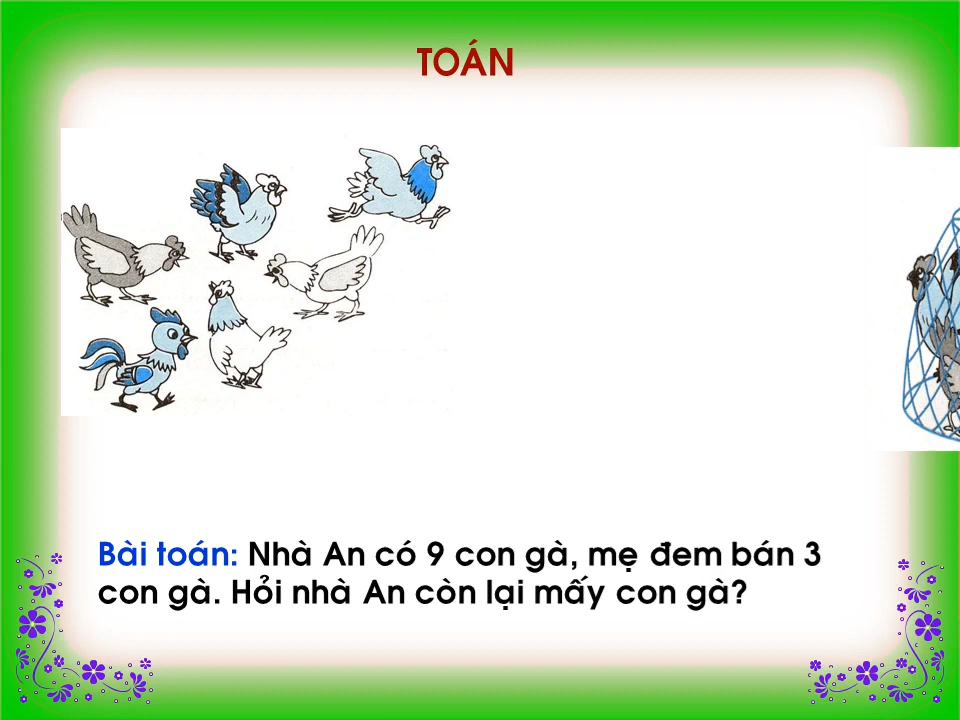 TOÁN
Bài toán: Nhà An có 9 con gà, mẹ đem bán 3
con gà. Hỏi nhà An còn lại mấy con gà?